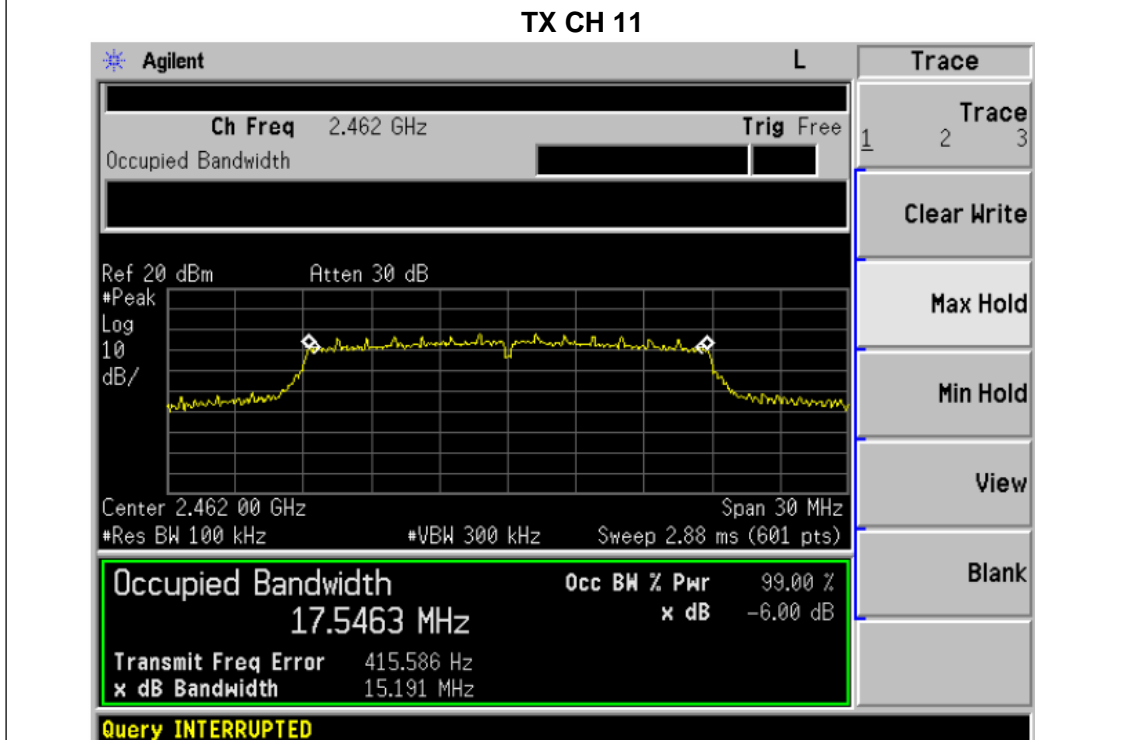 TX CH 11
Agilent L Trace
Ch Freq 2.462 GHz Trig Free
Occupied Bandwidth
Trace
1 2 3
Clear Write
Max Hold
Min Hold
View
Blank
Ref 20 dBm Atten 30 dB
#Peak
Log
10
dB/
Center 2.462 00 GHz Span 30 MHz
#Res BW 100 kHz #VBW 300 kHz Sweep 2.88 ms (601 pts)
Occupied Bandwidth Occ BW % Pwr 99.00 %
17.5463 MHz x dB -6.00 dB
Transmit Freq Error 415.586 Hz
x dB Bandwidth 15.191 MHz
Query INTERRUPTED